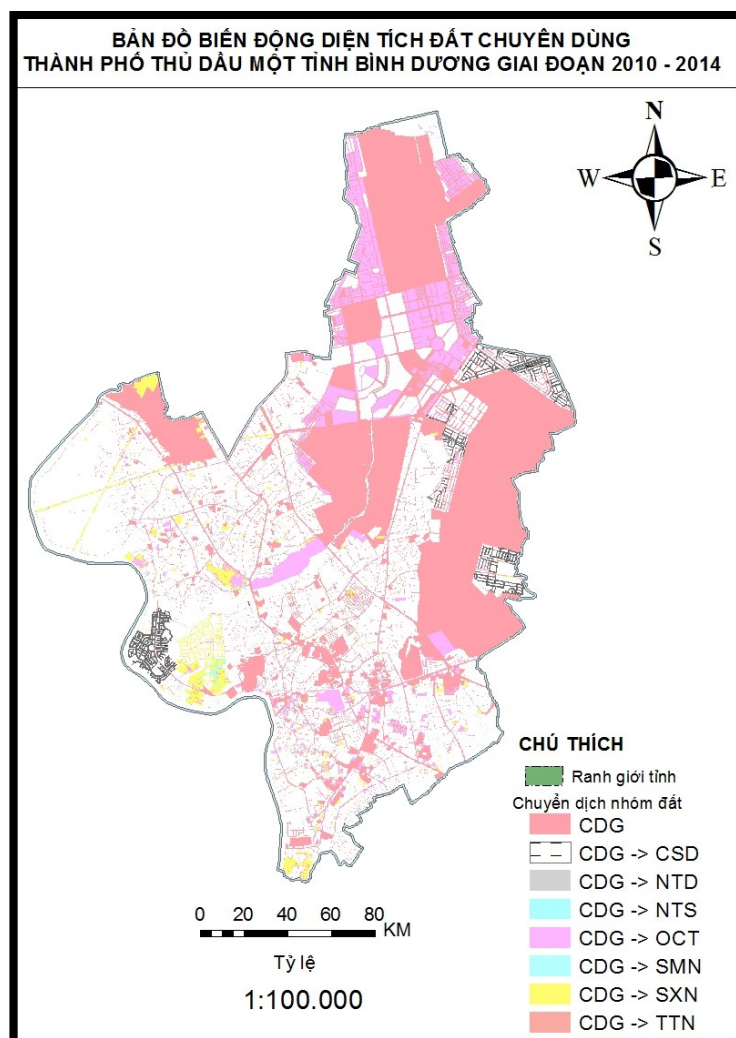 BẢN ĐỒ BIẾN ĐỘNG DIỆN TÍCH ĐẤT CHUYÊN DÙNG
THÀNH PHỐ THỦ DẦU MỘT TỈNH BÌNH DƯƠNG GIAI ĐOẠN 2010 - 2014
N
W E
S
CHÚ THÍCH
Ranh giới tỉnh
Chuyển dịch nhóm đất
CDG
CDG -> CSD
CDG -> NTD
CDG -> NTS
CDG -> OCT
CDG -> SMN
CDG -> SXN
CDG -> TTN
0 20 40 60 80
KM
Tỷ lệ
1:100.000